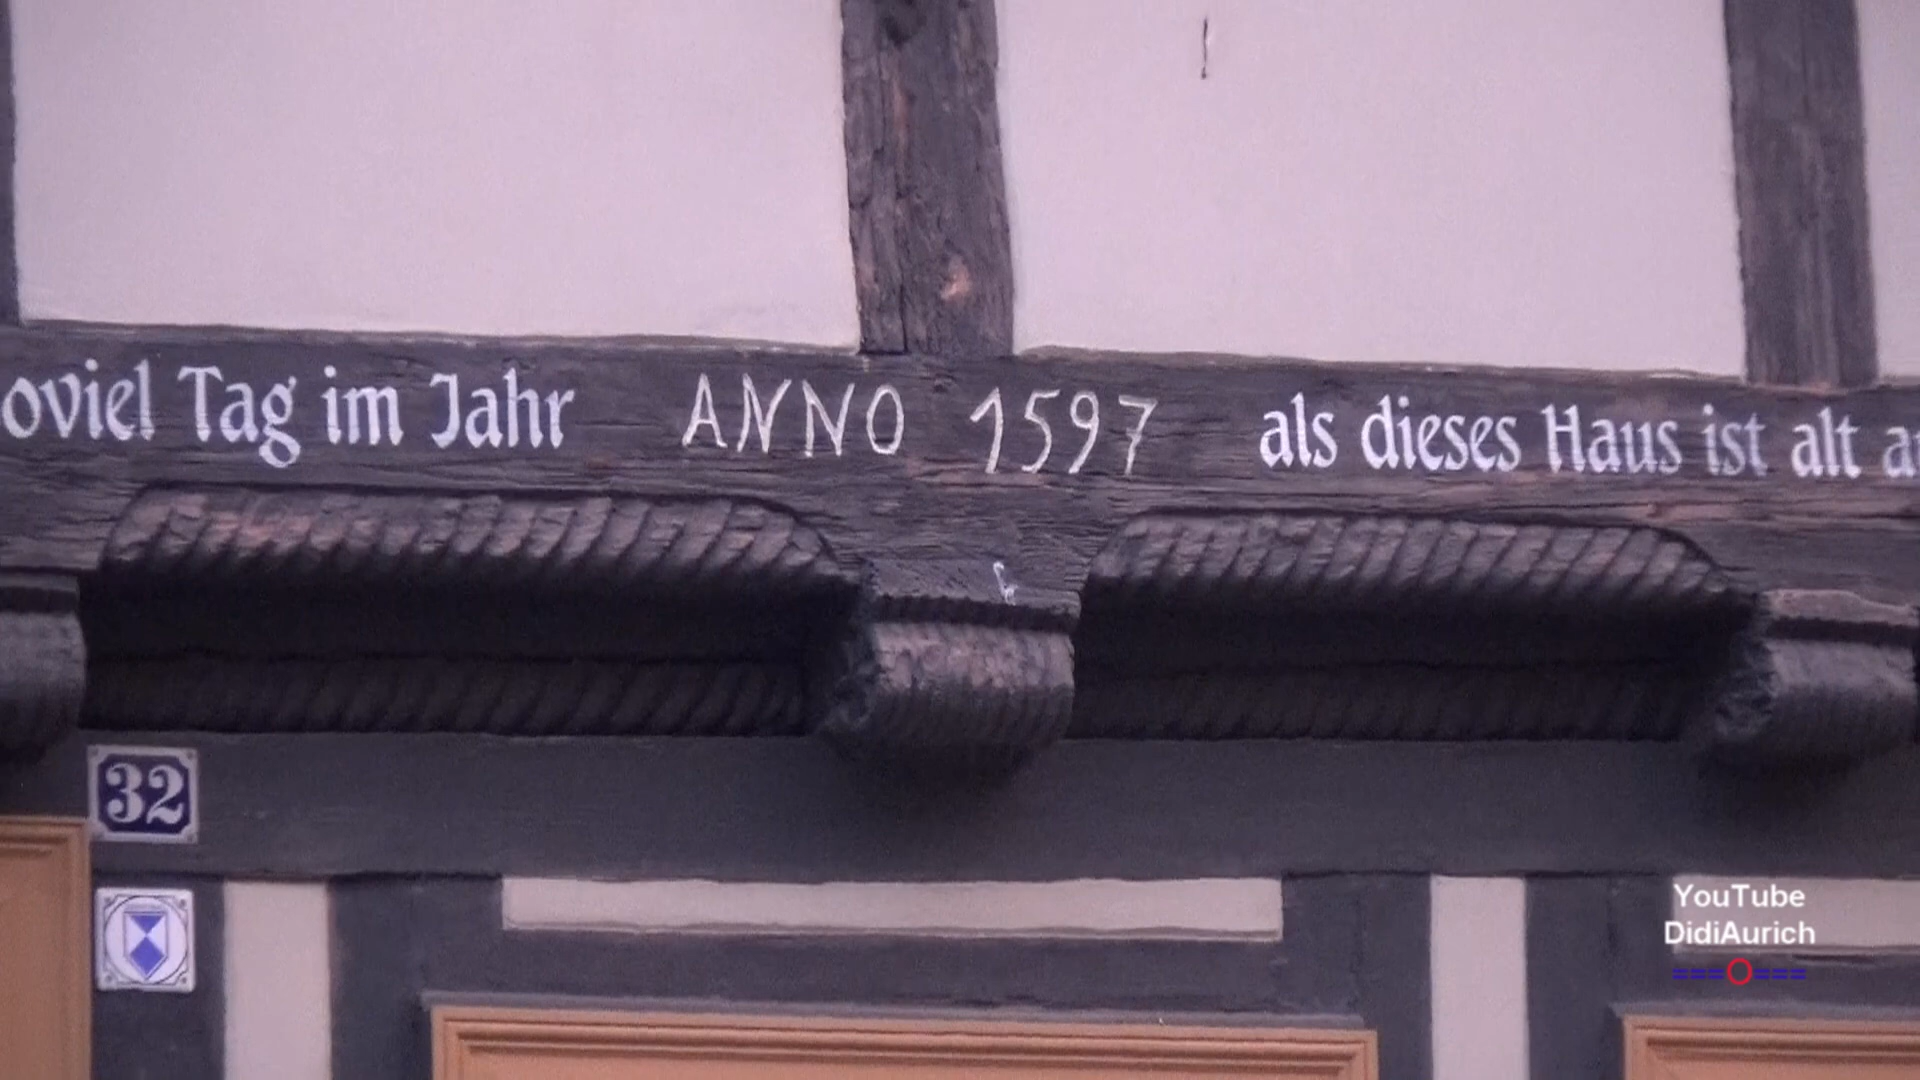 oviel Tag im Jahr ANNO 1597 als dieses Haus ist alt a
32
YouTube
DidiAurich
===O===